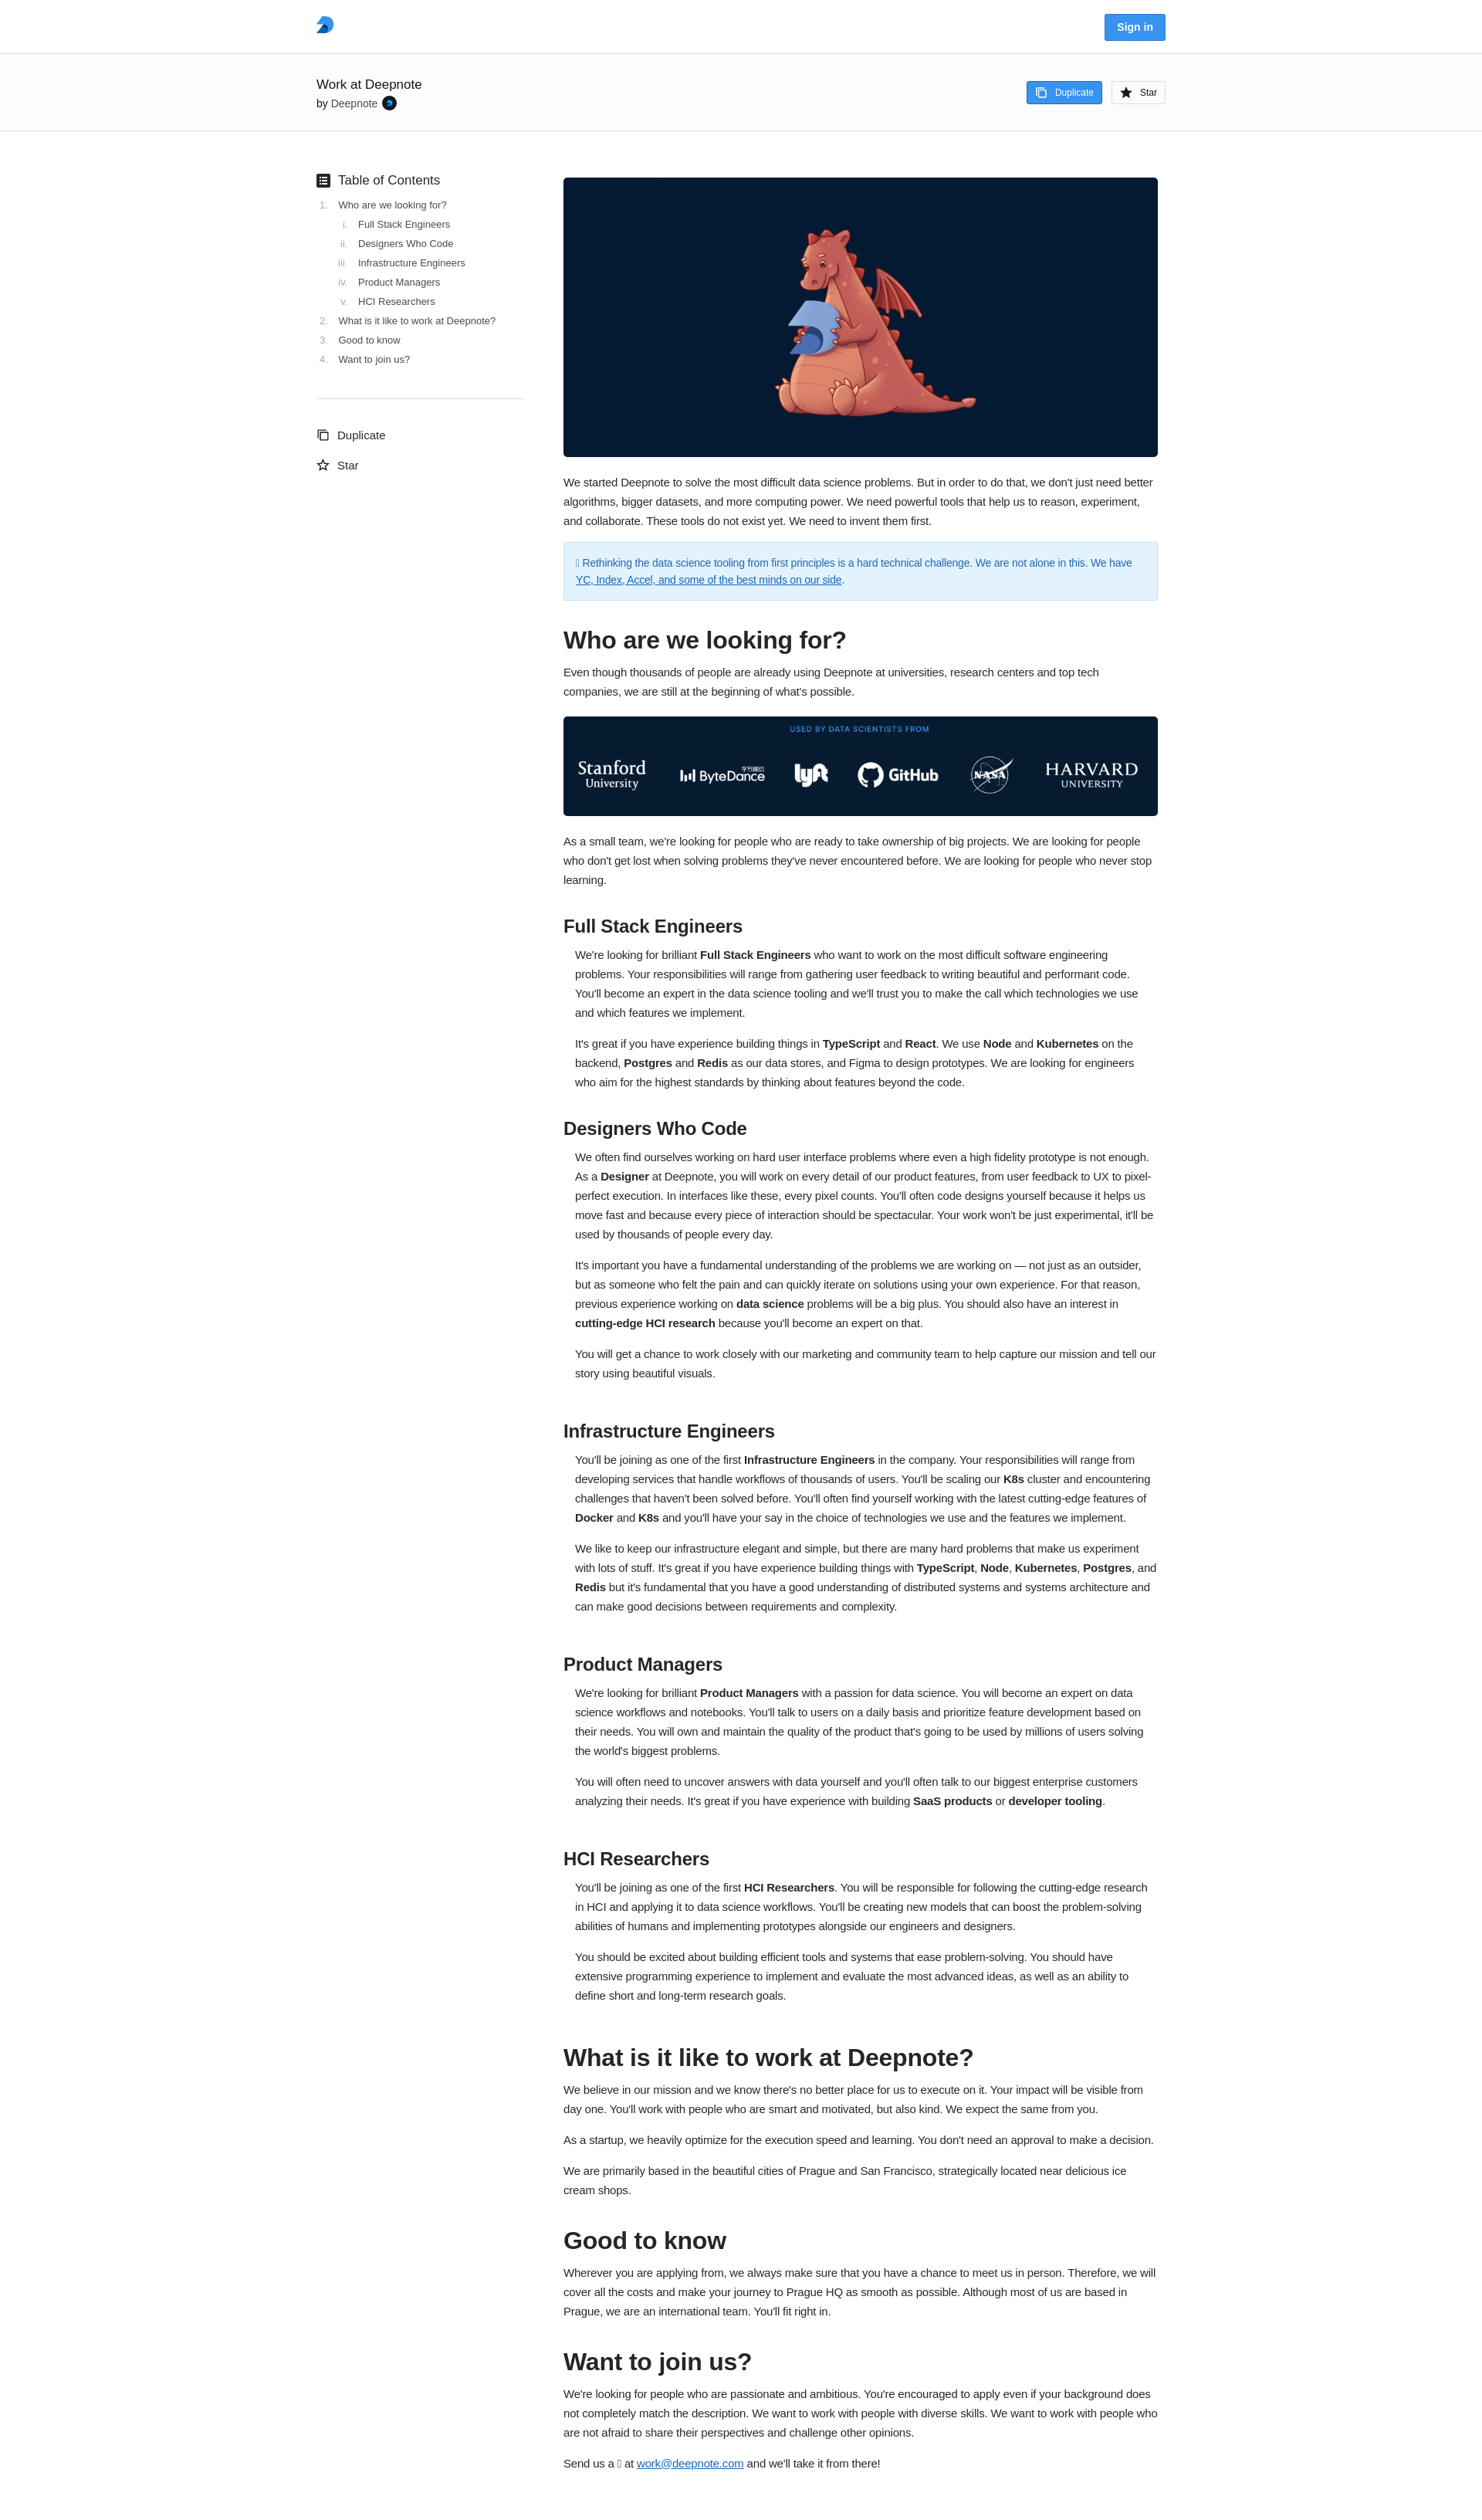 Sign in
Work at Deepnote
by Deepnote
Duplicate
Star
Table of Contents
1. Who are we looking for?
i. Full Stack Engineers
ii. Designers Who Code
iii. Infrastructure Engineers
iv. Product Managers
v. HCI Researchers
2. What is it like to work at Deepnote?
3. Good to know
4. Want to join us?
Duplicate
Star
We started Deepnote to solve the most difficult data science problems. But in order to do that, we don't just need better
algorithms, bigger datasets, and more computing power. We need powerful tools that help us to reason, experiment,
and collaborate. These tools do not exist yet. We need to invent them first.
Rethinking the data science tooling from first principles is a hard technical challenge. We are not alone in this. We have
YC, Index, Accel, and some of the best minds on our side.
Who are we looking for?
Even though thousands of people are already using Deepnote at universities, research centers and top tech
companies, we are still at the beginning of what's possible.
USED BY DATA SCIENTISTS FROM
Stanford University
ByteDance 字节跳动
lyft
GitHub
NASA
HARVARD UNIVERSITY
As a small team, we're looking for people who are ready to take ownership of big projects. We are looking for people
who don't get lost when solving problems they've never encountered before. We are looking for people who never stop
learning.
Full Stack Engineers
We're looking for brilliant Full Stack Engineers who want to work on the most difficult software engineering
problems. Your responsibilities will range from gathering user feedback to writing beautiful and performant code.
You'll become an expert in the data science tooling and we'll trust you to make the call which technologies we use
and which features we implement.
It's great if you have experience building things in TypeScript and React. We use Node and Kubernetes on the
backend, Postgres and Redis as our data stores, and Figma to design prototypes. We are looking for engineers
who aim for the highest standards by thinking about features beyond the code.
Designers Who Code
We often find ourselves working on hard user interface problems where even a high fidelity prototype is not enough.
As a Designer at Deepnote, you will work on every detail of our product features, from user feedback to UX to pixel-
perfect execution. In interfaces like these, every pixel counts. You'll often code designs yourself because it helps us
move fast and because every piece of interaction should be spectacular. Your work won't be just experimental, it'll be
used by thousands of people every day.
It's important you have a fundamental understanding of the problems we are working on — not just as an outsider,
but as someone who felt the pain and can quickly iterate on solutions using your own experience. For that reason,
previous experience working on data science problems will be a big plus. You should also have an interest in
cutting-edge HCI research because you'll become an expert on that.
You will get a chance to work closely with our marketing and community team to help capture our mission and tell our
story using beautiful visuals.
Infrastructure Engineers
You'll be joining as one of the first Infrastructure Engineers in the company. Your responsibilities will range from
developing services that handle workflows of thousands of users. You'll be scaling our K8s cluster and encountering
challenges that haven't been solved before. You'll often find yourself working with the latest cutting-edge features of
Docker and K8s and you'll have your say in the choice of technologies we use and the features we implement.
We like to keep our infrastructure elegant and simple, but there are many hard problems that make us experiment
with lots of stuff. It's great if you have experience building things with TypeScript, Node, Kubernetes, Postgres, and
Redis but it's fundamental that you have a good understanding of distributed systems and systems architecture and
can make good decisions between requirements and complexity.
Product Managers
We're looking for brilliant Product Managers with a passion for data science. You will become an expert on data
science workflows and notebooks. You'll talk to users on a daily basis and prioritize feature development based on
their needs. You will own and maintain the quality of the product that's going to be used by millions of users solving
the world's biggest problems.
You will often need to uncover answers with data yourself and you'll often talk to our biggest enterprise customers
analyzing their needs. It's great if you have experience with building SaaS products or developer tooling.
HCI Researchers
You'll be joining as one of the first HCI Researchers. You will be responsible for following the cutting-edge research
in HCI and applying it to data science workflows. You'll be creating new models that can boost the problem-solving
abilities of humans and implementing prototypes alongside our engineers and designers.
You should be excited about building efficient tools and systems that ease problem-solving. You should have
extensive programming experience to implement and evaluate the most advanced ideas, as well as an ability to
define short and long-term research goals.
What is it like to work at Deepnote?
We believe in our mission and we know there's no better place for us to execute on it. Your impact will be visible from
day one. You'll work with people who are smart and motivated, but also kind. We expect the same from you.
As a startup, we heavily optimize for the execution speed and learning. You don't need an approval to make a decision.
We are primarily based in the beautiful cities of Prague and San Francisco, strategically located near delicious ice
cream shops.
Good to know
Wherever you are applying from, we always make sure that you have a chance to meet us in person. Therefore, we will
cover all the costs and make your journey to Prague HQ as smooth as possible. Although most of us are based in
Prague, we are an international team. You'll fit right in.
Want to join us?
We're looking for people who are passionate and ambitious. You're encouraged to apply even if your background does
not completely match the description. We want to work with people with diverse skills. We want to work with people who
are not afraid to share their perspectives and challenge other opinions.
Send us a at work@deepnote.com and we'll take it from there!